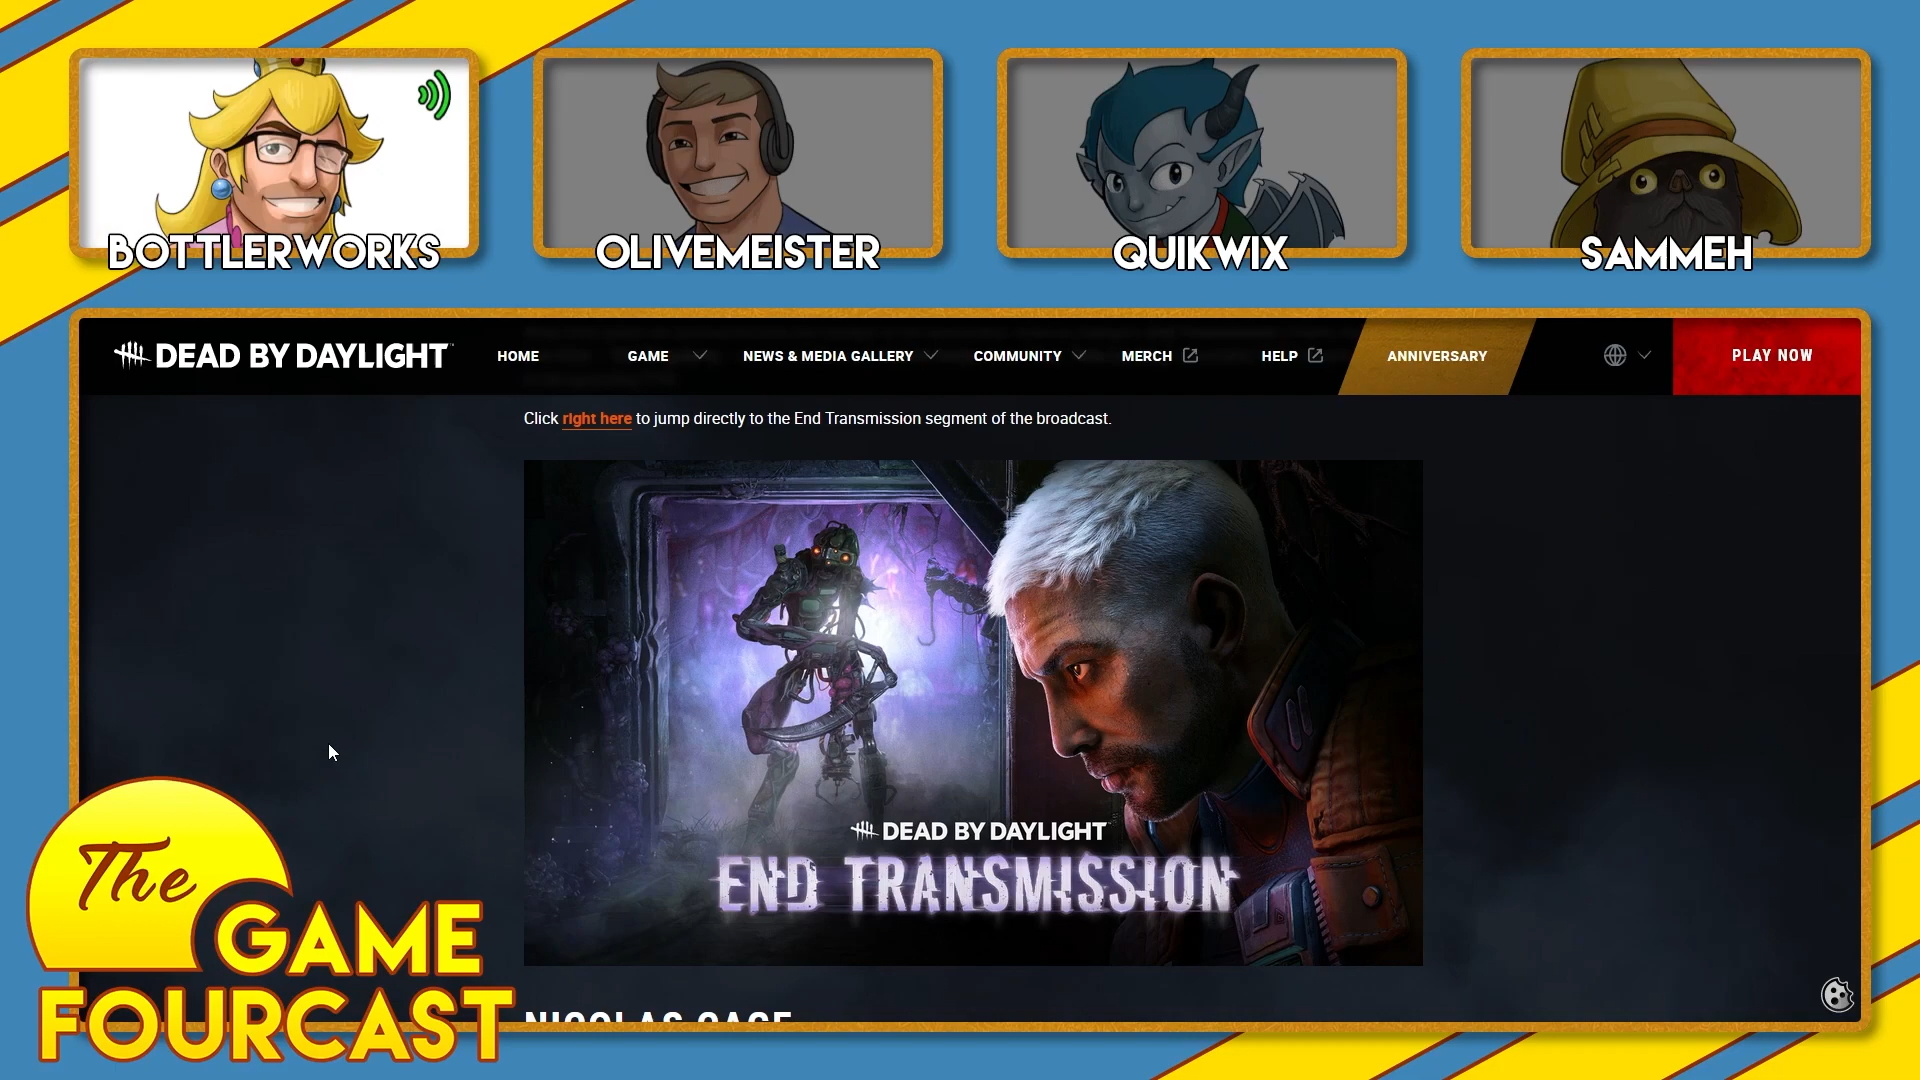 BOTTLERWORKS
OLIVEMEISTER
QUIKWIX
SAMMEH
DEAD BY DAYLIGHT
HOME
GAME
NEWS & MEDIA GALLERY
COMMUNITY
MERCH
HELP
ANNIVERSARY
PLAY NOW
Click right here to jump directly to the End Transmission segment of the broadcast.
DEAD BY DAYLIGHT
END TRANSMISSION
NICOLAS CAGE
The
GAME
FOURCAST